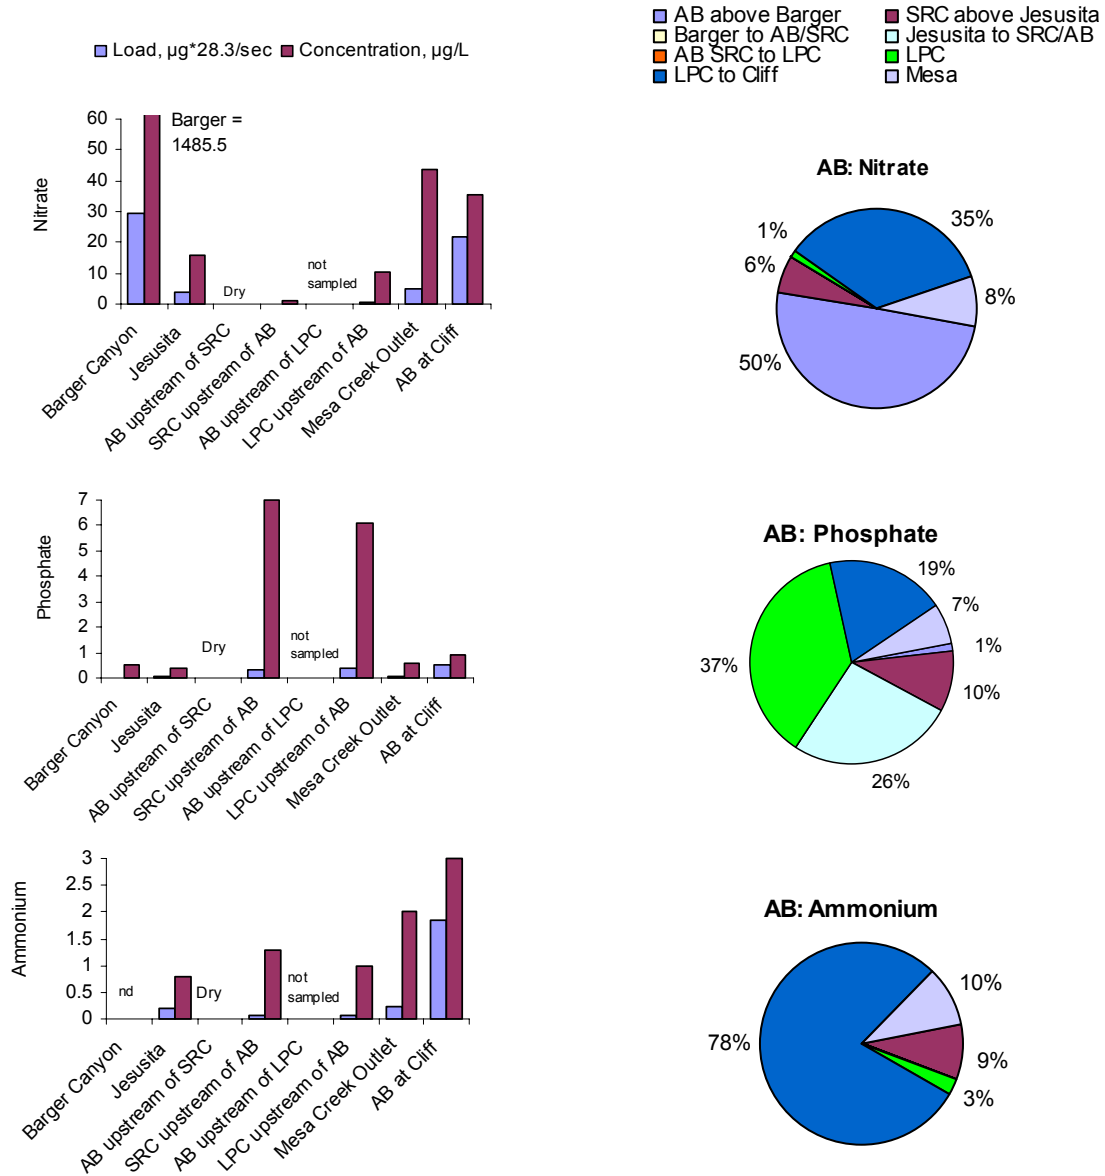 Load, µg*28.3/sec Concentration, µg/L
AB above Barger SRC above Jesusita
Barger to AB/SRC Jesusita to SRC/AB
AB SRC to LPC LPC
LPC to Cliff Mesa
Nitrate
60
50
40
30
20
10
0
Barger =
1485.5
Dry
not
sampled
Barger Canyon
Jesusita
AB upstream of SRC
SRC upstream of AB
AB upstream of LPC
LPC upstream of AB
Mesa Creek Outlet
AB at Cliff
AB: Nitrate
35%
8%
50%
6%
1%
Phosphate
7
6
5
4
3
2
1
0
Dry
not
sampled
Barger Canyon
Jesusita
AB upstream of SRC
SRC upstream of AB
AB upstream of LPC
LPC upstream of AB
Mesa Creek Outlet
AB at Cliff
AB: Phosphate
19%
7%
1%
10%
26%
37%
Ammonium
3
2.5
2
1.5
1
0.5
0
nd
Dry
not
sampled
Barger Canyon
Jesusita
AB upstream of SRC
SRC upstream of AB
AB upstream of LPC
LPC upstream of AB
Mesa Creek Outlet
AB at Cliff
AB: Ammonium
10%
9%
3%
78%